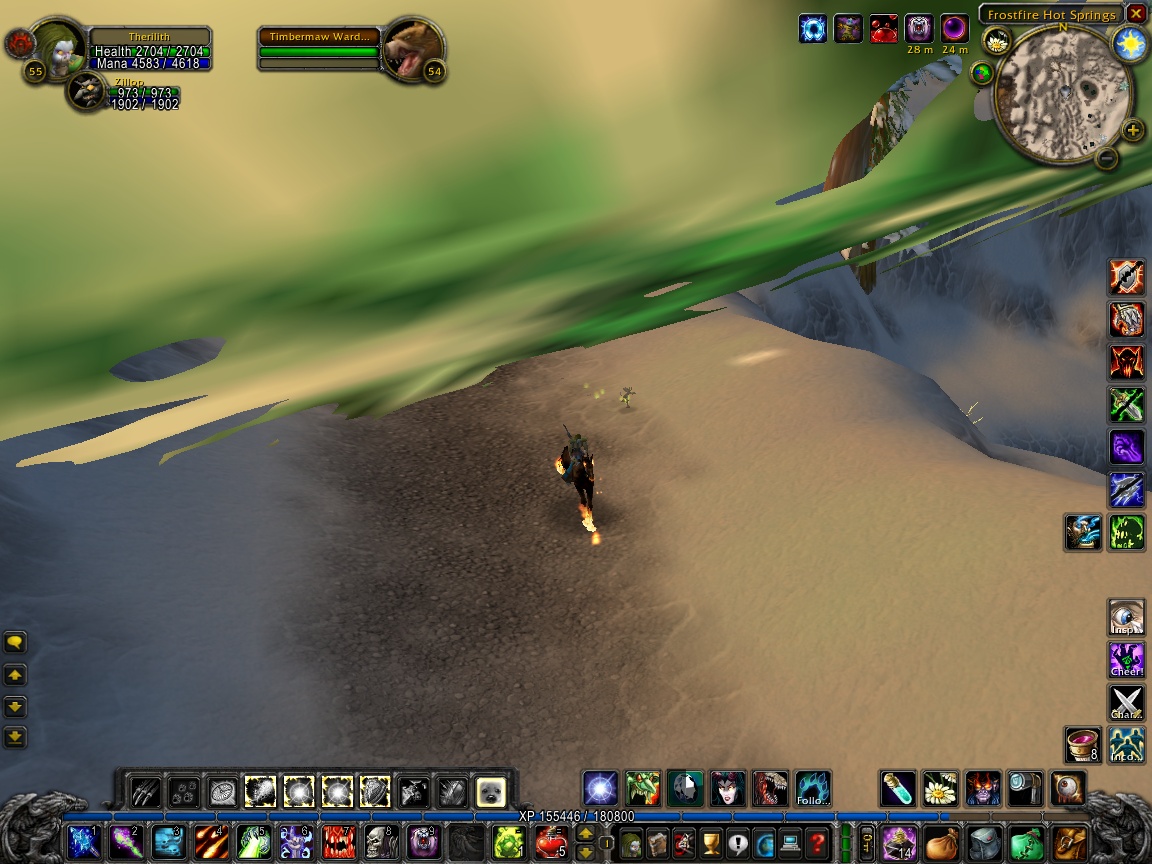 Therilith
Health 2704 / 2704
Mana 4583 / 4618
55
Zillop
973 / 973
1902 / 1902
Timbermaw Ward...
54
28 m
24 m
Frostfire Hot Springs
N
Insp...
Cheer!
Char...
8
Follo...
XP 155446 / 180800
1
2
3
4
5
6
7
8
9
5
1
14